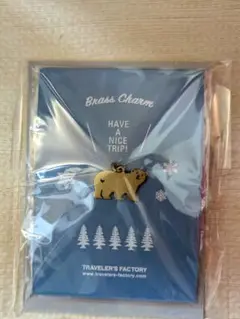 Brass Charm
HAVE
A
NICE
TRIP!
TRAVELER'S FACTORY
www.travelers-factory.com